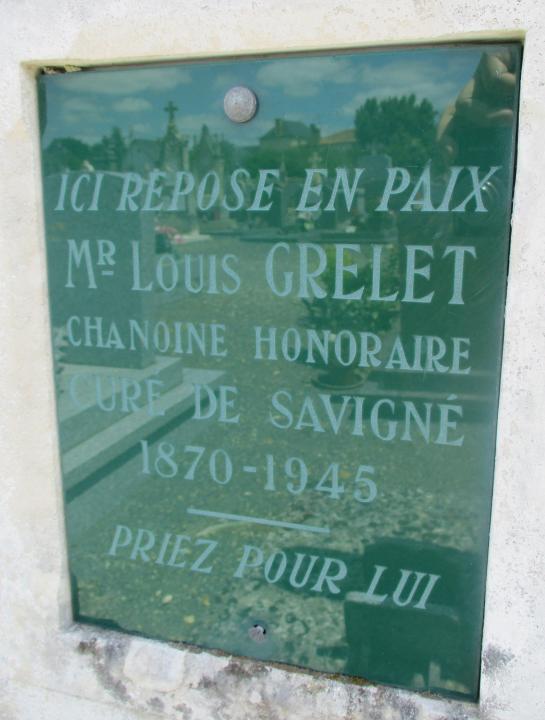 ICI REPOSE EN PAIX
MR LOUIS GRELET
CHANOINE HONORAIRE
CURÉ DE SAVIGNÉ
1870-1945
PRIEZ POUR LUI